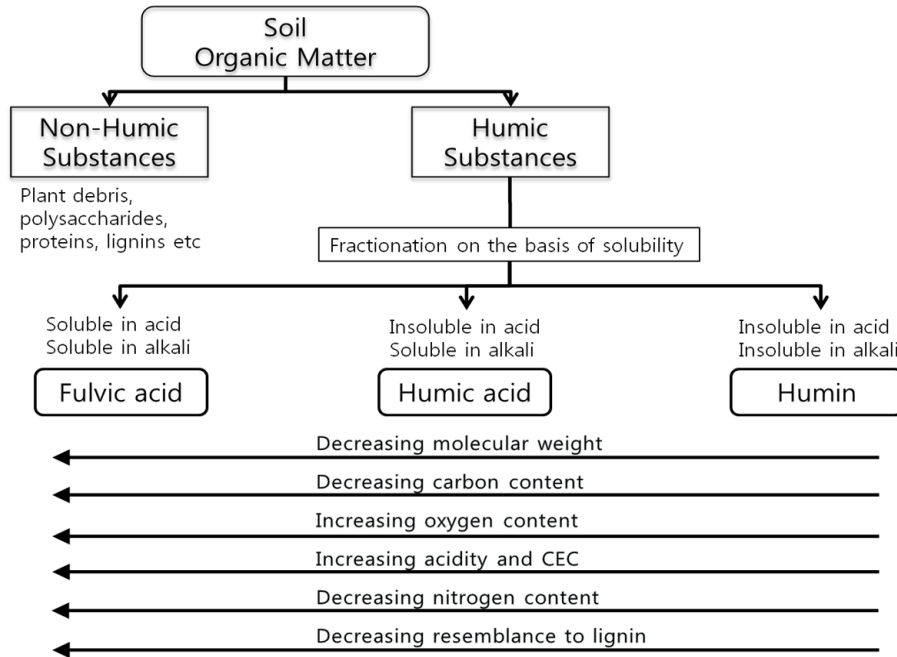 Soil
Organic Matter
Non-Humic
Substances
Humic
Substances
Plant debris,
polysaccharides,
proteins, lignins etc
Fractionation on the basis of solubility
Soluble in acid
Soluble in alkali
Insoluble in acid
Soluble in alkali
Insoluble in acid
Insoluble in alkali
Fulvic acid
Humic acid
Humin
Decreasing molecular weight
Decreasing carbon content
Increasing oxygen content
Increasing acidity and CEC
Decreasing nitrogen content
Decreasing resemblance to lignin